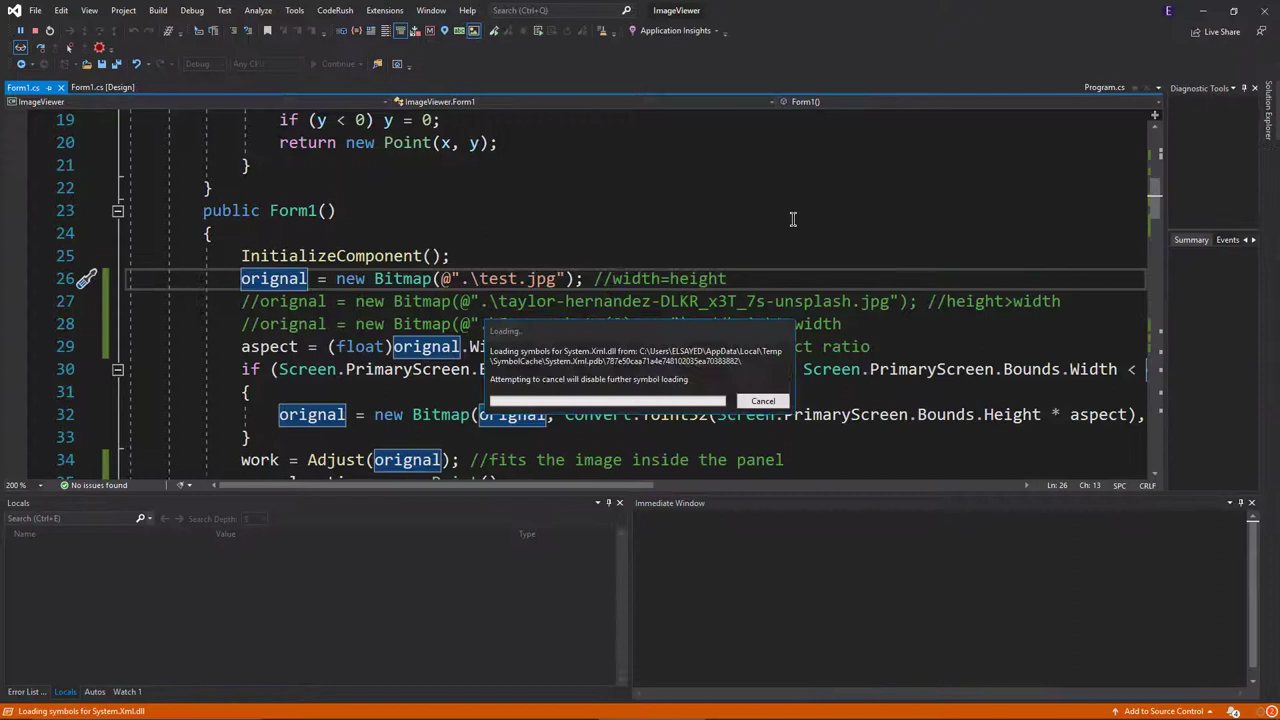 File Edit View Project Build Debug Test Analyze Tools CodeRush Extensions Window Help Search (Ctrl+Q) ImageViewer E
Application Insights Live Share
Debug Any CPU Continue
Form1.cs Form1.cs [Design] Program.cs Diagnostic Tools
ImageViewer ImageViewer.Form1 Form1()
Solution Explorer
19 if (y < 0) y = 0;
20 return new Point(x, y);
21 }
22 }
23 public Form1()
24 {
25 InitializeComponent();
26 orignal = new Bitmap(@".\test.jpg"); //width=height
27 //orignal = new Bitmap(@".\taylor-hernandez-DLKR_x3T_7s-unsplash.jpg"); //height>width
28 //orignal = new Bitmap(@". width
29 aspect = (float)orignal. ct ratio
30 if (Screen.PrimaryScreen. Screen.PrimaryScreen.Bounds.Width <
31 {
32 orignal = new Bitmap(orignal, Convert.ToInt32(Screen.PrimaryScreen.Bounds.Height * aspect),
33 }
34 work = Adjust(orignal); //fits the image inside the panel
Summary Events
Loading..
Loading symbols for System.Xml.dll from: C:\Users\ELSAYED\AppData\Local\Temp
\SymbolCache\System.Xml.pdb\787e50caa71a4e748102035ea70383882\
Attempting to cancel will disable further symbol loading
Cancel
200 % No issues found Ln: 26 Ch: 13 SPC CRLF
Locals Immediate Window
Search (Ctrl+E) Search Depth:
Name Value Type
Error List ... Locals Autos Watch 1
Loading symbols for System.Xml.dll Add to Source Control 4 2